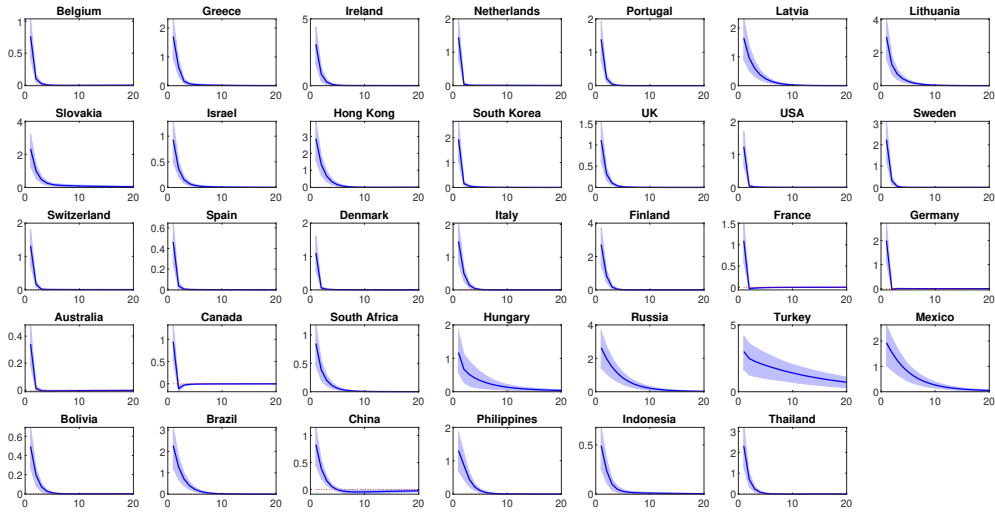 Belgium Greece Ireland Netherlands Portugal Latvia Lithuania
1 2 5 2 2 2 4
0.5 1 1 1 1 2
0 0 0 0 0 0 0
0 10 20 0 10 20 0 10 20 0 10 20 0 10 20 0 10 20 0 10 20
Slovakia Israel Hong Kong South Korea UK USA Sweden
4 1 3 2 1.5 2 3
2 0.5 2 1 1 1 2
1 0.5 1
0 0 0 0 0 0 0
0 10 20 0 10 20 0 10 20 0 10 20 0 10 20 0 10 20 0 10 20
Switzerland Spain Denmark Italy Finland France Germany
2 0.6 2 2 4 1.5 2
1 0.4 1 1 2 1 1
0.2 0.5
0 0 0 0 0 0 0
0 10 20 0 10 20 0 10 20 0 10 20 0 10 20 0 10 20 0 10 20
Australia Canada South Africa Hungary Russia Turkey Mexico
0.4 1 1 2 4 5 2
0.2 0.5 0.5 1 2 1
0 0 0 0 0 0 0
0 10 20 0 10 20 0 10 20 0 10 20 0 10 20 0 10 20 0 10 20
Bolivia Brazil China Philippines Indonesia Thailand
0.6 3 1 2 0.5 3
0.4 2 0.5 1 2
0.2 1 1
0 0 0 0 0 0
0 10 20 0 10 20 0 10 20 0 10 20 0 10 20 0 10 20